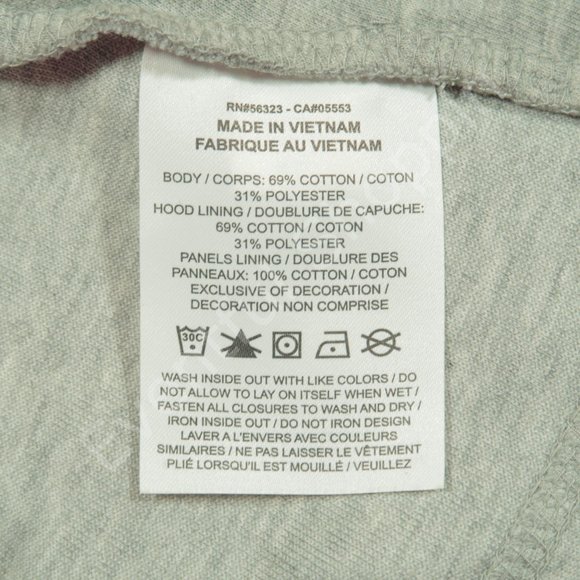 RN#56323 - CA#05553
MADE IN VIETNAM
FABRIQUE AU VIETNAM
BODY / CORPS: 69% COTTON / COTON
31% POLYESTER
HOOD LINING / DOUBLURE DE CAPUCHE:
69% COTTON / COTON
31% POLYESTER
PANELS LINING / DOUBLURE DES
PANNEAUX: 100% COTTON / COTON
EXCLUSIVE OF DECORATION /
DECORATION NON COMPRISE
30C
WASH INSIDE OUT WITH LIKE COLORS / DO
NOT ALLOW TO LAY ON ITSELF WHEN WET /
FASTEN ALL CLOSURES TO WASH AND DRY /
IRON INSIDE OUT / DO NOT IRON DESIGN
LAVER A L'ENVERS AVEC COULEURS
SIMILAIRES / NE PAS LAISSER LE VÊTEMENT
PLIÉ LORSQU'IL EST MOUILLÉ / VEUILLEZ